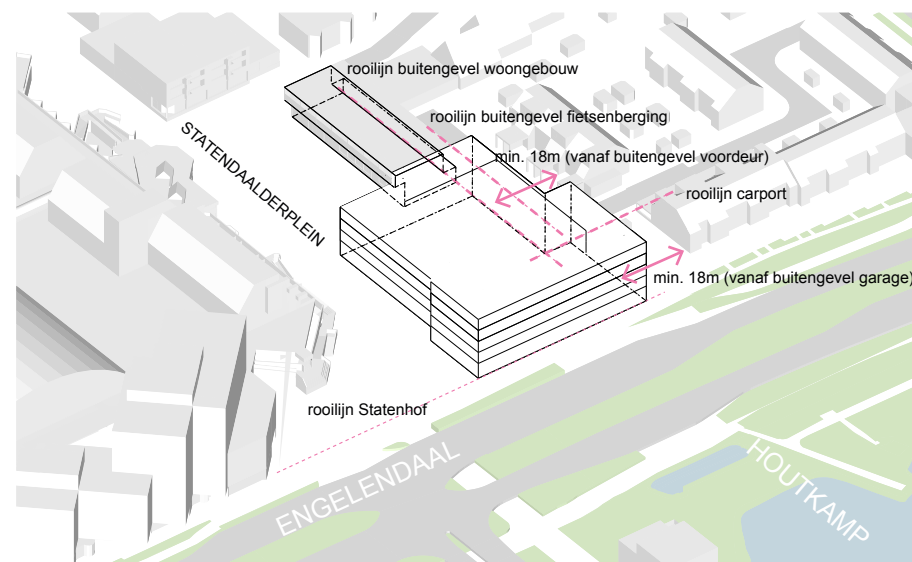 rooilijn buitengevel woongebouw
rooilijn buitengevel fietsenberging
STATENDAALDERPLEIN
min. 18m (vanaf buitengevel voordeur)
rooilijn carport
min. 18m (vanaf buitengevel garage)
rooilijn Statenhof
ENGELENDAAL
HOUTKAMP